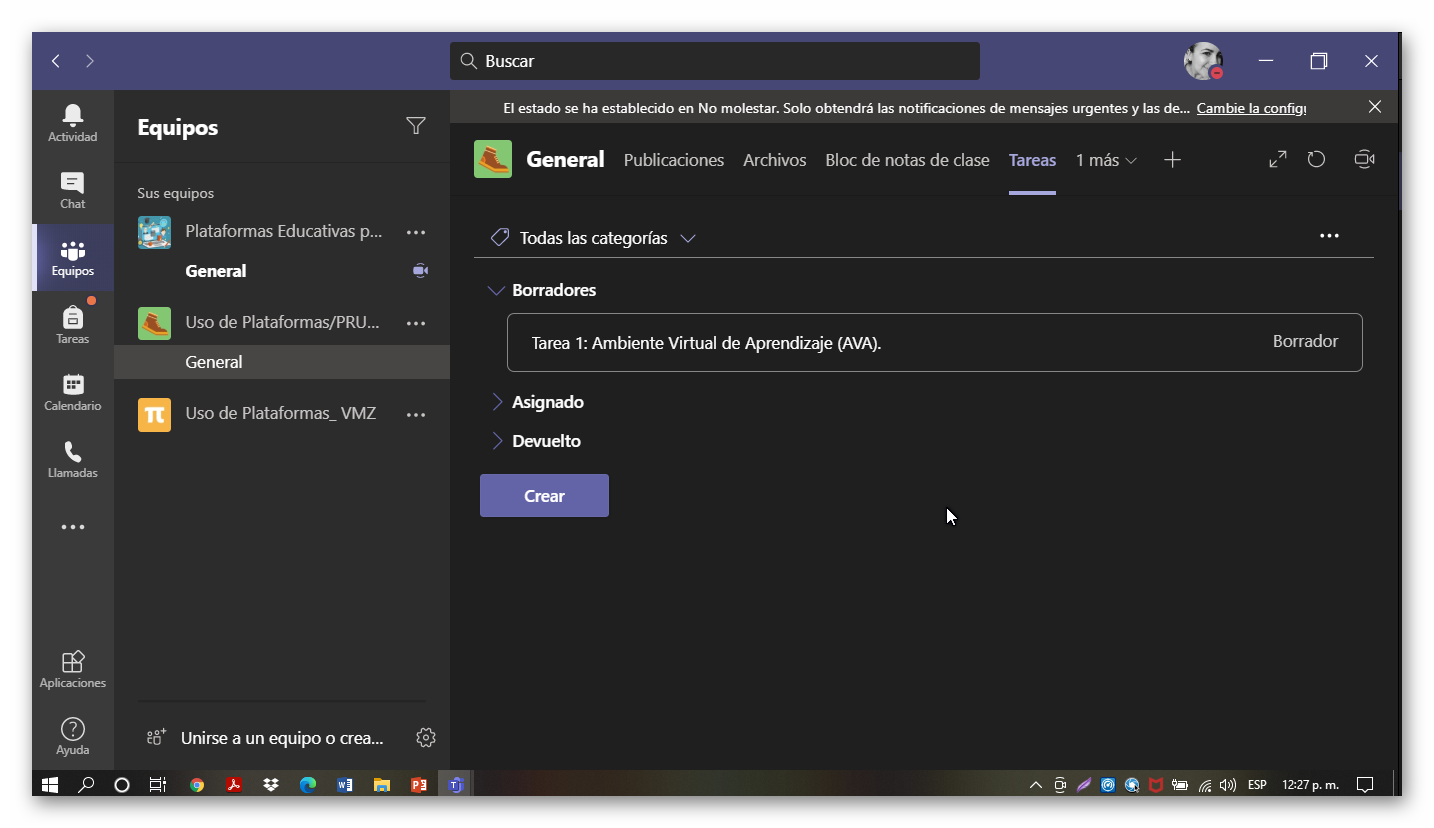 Buscar
El estado se ha establecido en No molestar. Solo obtendrá las notificaciones de mensajes urgentes y las de... Cambie la configu
Actividad
Chat
Equipos
Tareas
Calendario
Llamadas
Aplicaciones
Ayuda
Equipos
Sus equipos
Plataformas Educativas p...
General
Uso de Plataformas/PRU...
General
π
Uso de Plataformas_ VMZ
Unirse a un equipo o crea...
General
Publicaciones
Archivos
Bloc de notas de clase
Tareas
1 más
Todas las categorías
Borradores
Tarea 1: Ambiente Virtual de Aprendizaje (AVA).
Borrador
Asignado
Devuelto
Crear
ESP
12:27 p. m.